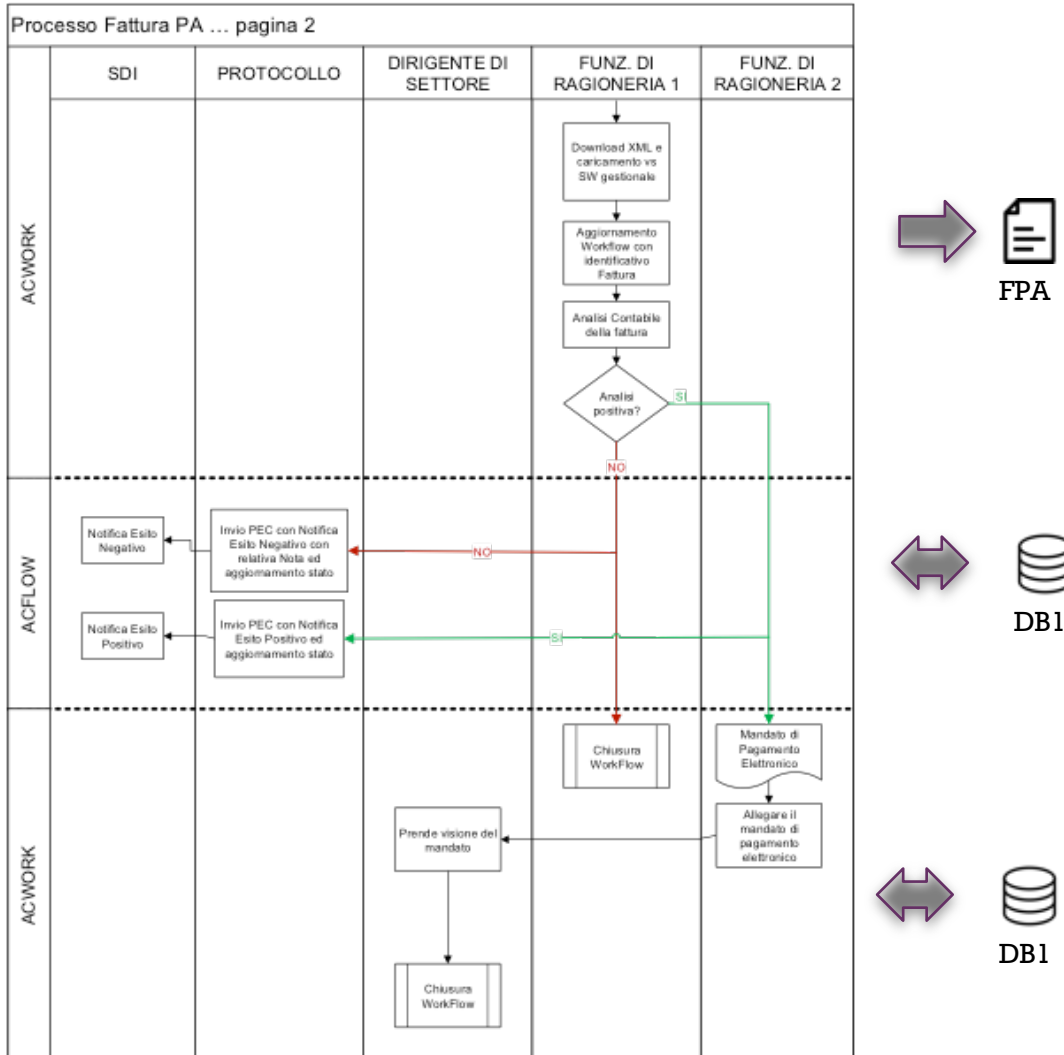 Processo Fattura PA ... pagina 2
SDI
PROTOCOLLO
DIRIGENTE DI
SETTORE
FUNZ. DI
RAGIONERIA 1
FUNZ. DI
RAGIONERIA 2
ACWORK
Download XML e
caricamento vs
SW gestionale
Aggiornamento
Workflow con
identificativo
Fattura
Analisi Contabile
della fattura
Analisi
positiva?
SI
NO
FPA
ACFLOW
Notifica Esito
Negativo
Invio PEC con Notifica
Esito Negativo con
relativa Nota ed
aggiornamento stato
NO
Notifica Esito
Positivo
Invio PEC con Notifica
Esito Positivo ed
aggiornamento stato
SI
DB1
ACWORK
Chiusura
WorkFlow
Mandato di
Pagamento
Elettronico
Prende visione del
mandato
Allegare il
mandato di
pagamento
elettronico
Chiusura
WorkFlow
DB1